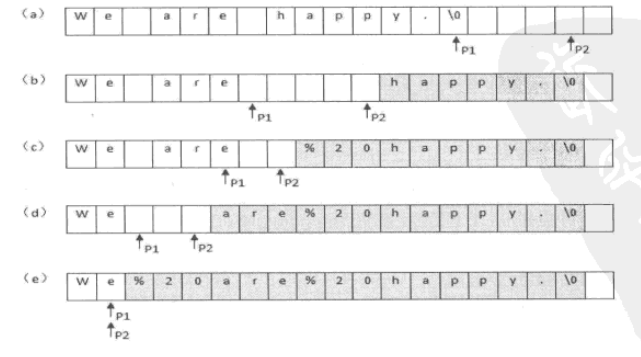 (a) W e a r e h a p p y . \0
P1 P2
(b) W e a r e h a p p y . \0
P1 P2
(c) W e a r e % 2 0 h a p p y . \0
P1 P2
(d) W e a r e % 2 0 h a p p y . \0
P1 P2
(e) W e % 2 0 a r e % 2 0 h a p p y . \0
P1
P2